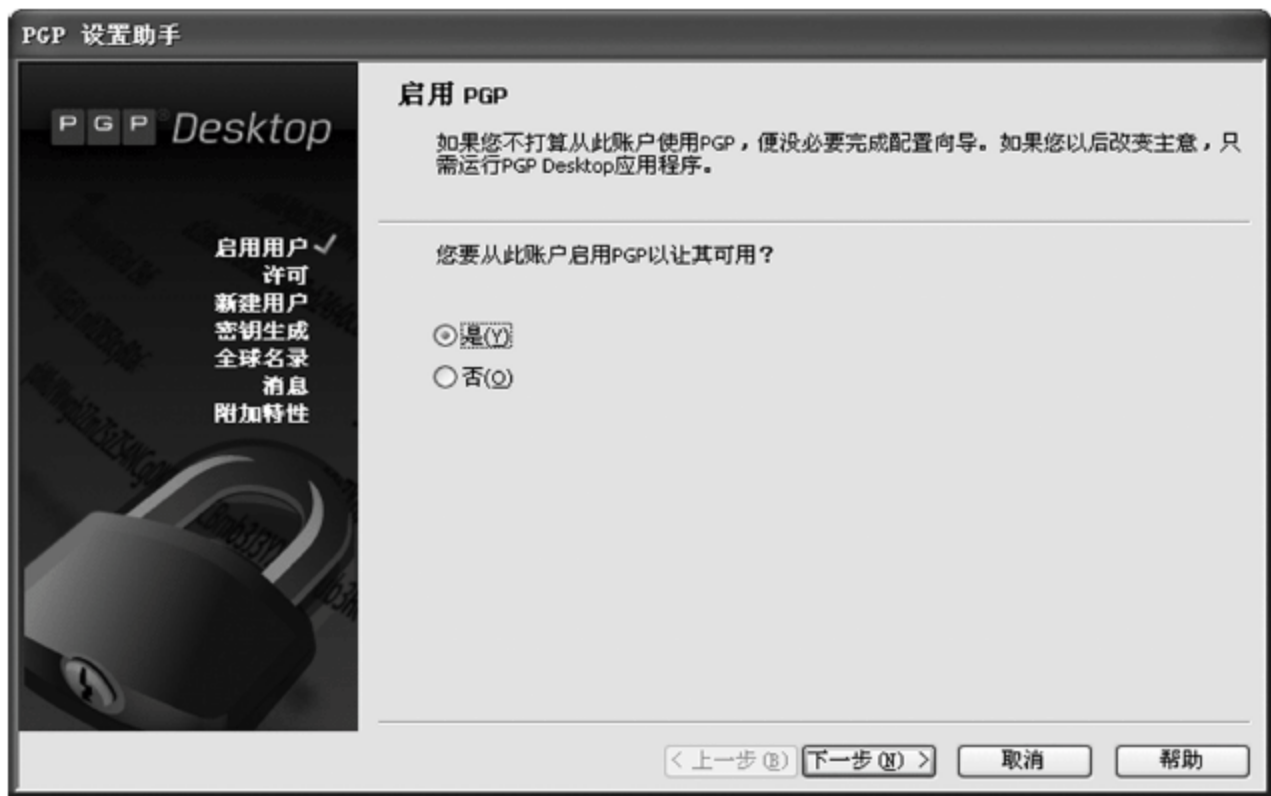 PGP 设置助手
PGP® Desktop
启用用户
许可
新建用户
密钥生成
全球名录
消息
附加特性
启用 PGP
如果您不打算从此账户使用PGP，便没必要完成配置向导。如果您以后改变主意，只
需运行PGP Desktop应用程序。
您要从此账户启用PGP以让其可用？
是(Y)
否(O)
< 上一步(B)
下一步(N) >
取消
帮助